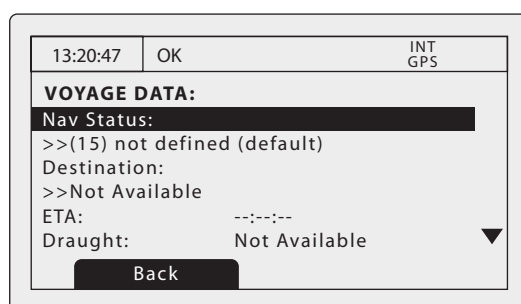 13:20:47 OK INT
GPS
VOYAGE DATA:
Nav Status:
>>(15) not defined (default)
Destination:
>>Not Available
ETA: --:--:--
Draught: Not Available
Back